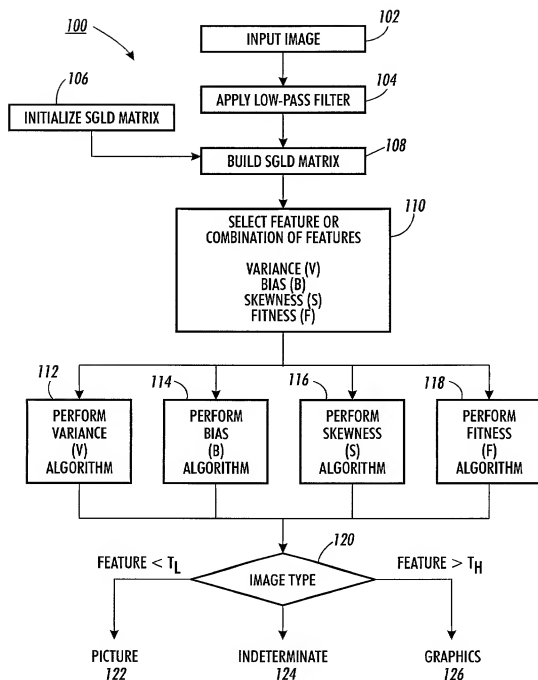 100
INPUT IMAGE
102
106
INITIALIZE SGLD MATRIX
APPLY LOW-PASS FILTER
104
BUILD SGLD MATRIX
108
SELECT FEATURE OR
COMBINATION OF FEATURES
VARIANCE (V)
BIAS (B)
SKEWNESS (S)
FITNESS (F)
110
112
PERFORM
VARIANCE
(V)
ALGORITHM
114
PERFORM
BIAS
(B)
ALGORITHM
116
PERFORM
SKEWNESS
(S)
ALGORITHM
118
PERFORM
FITNESS
(F)
ALGORITHM
120
FEATURE < TL
IMAGE TYPE
FEATURE > TH
PICTURE
122
INDETERMINATE
124
GRAPHICS
126